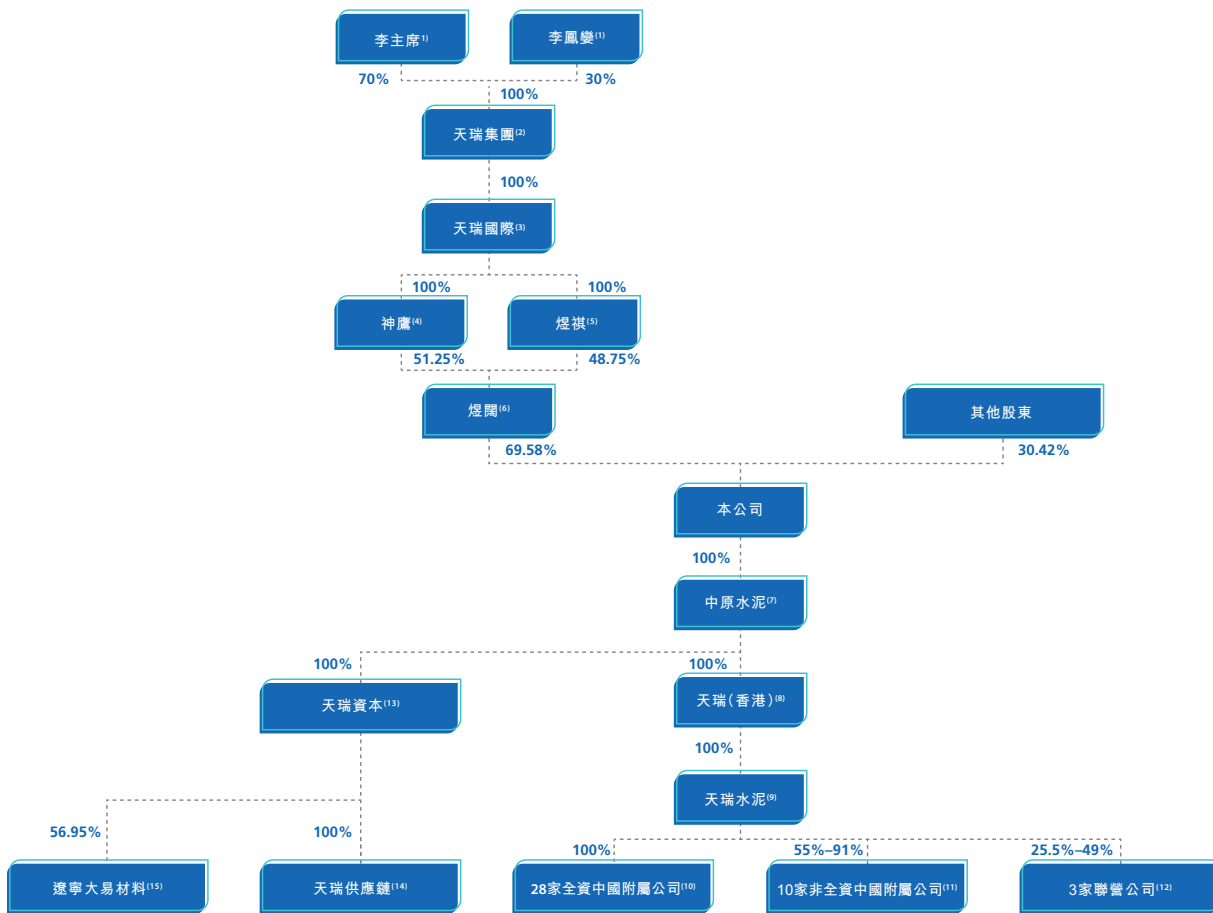 李主席¹⁾
李鳳孌⁽¹⁾
70%
30%
100%
天瑞集團⁽²⁾
100%
天瑞國際⁽³⁾
100%
100%
神鷹⁽⁴⁾
煜祺⁽⁵⁾
51.25%
48.75%
煜闊⁽⁶⁾
其他股東
69.58%
30.42%
本公司
100%
中原水泥⁽⁷⁾
100%
100%
天瑞資本⁽¹³⁾
天瑞(香港)⁽⁸⁾
100%
天瑞水泥⁽⁹⁾
56.95%
100%
100%
55%–91%
25.5%–49%
遼寧大易材料⁽¹⁵⁾
天瑞供應鏈⁽¹⁴⁾
28家全資中國附屬公司⁽¹⁰⁾
10家非全資中國附屬公司⁽¹¹⁾
3家聯營公司⁽¹²⁾